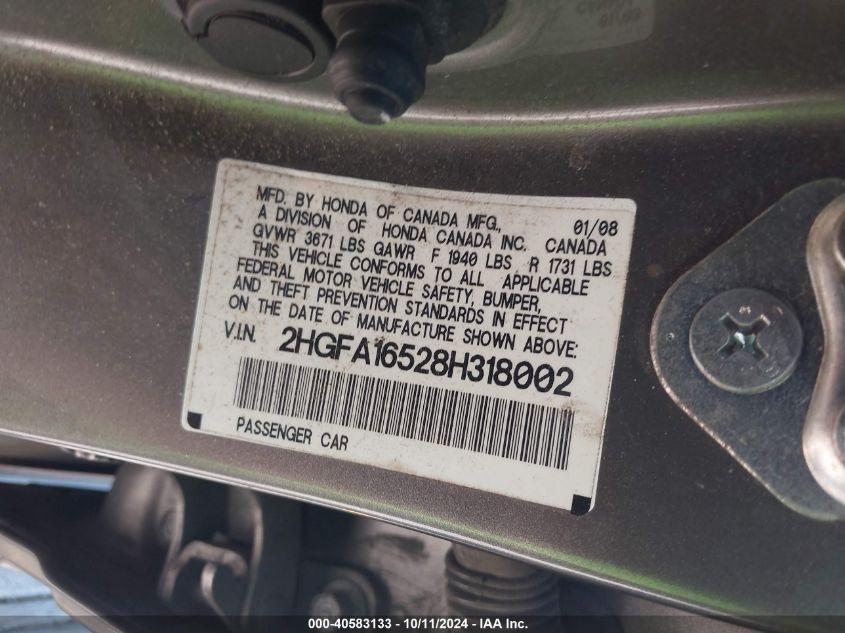 MFD. BY HONDA OF CANADA MFG., 01/08
A DIVISION OF HONDA CANADA INC. CANADA
GVWR 3671 LBS GAWR F 1940 LBS R 1731 LBS
THIS VEHICLE CONFORMS TO ALL APPLICABLE
FEDERAL MOTOR VEHICLE SAFETY, BUMPER,
AND THEFT PREVENTION STANDARDS IN EFFECT
ON THE DATE OF MANUFACTURE SHOWN ABOVE:
V.I.N. 2HGFA16528H318002
PASSENGER CAR
000-40583133 - 10/11/2024 - IAA Inc.